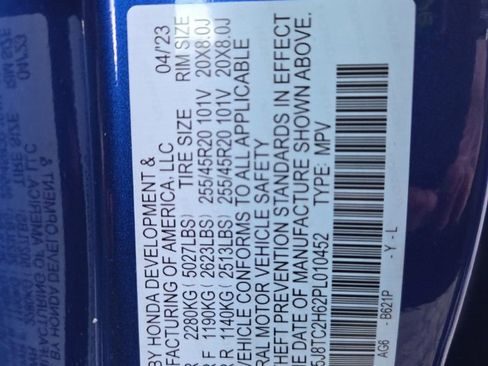 BY HONDA DEVELOPMENT & 04/23
FACTURING OF AMERICA, LLC
R 2280KG ( 5027LBS) TIRE SIZE RIM SIZE
R F 1190KG ( 2623LBS) 255/45R20 101V 20X8.0J
R R 1140KG ( 2513LBS) 255/45R20 101V 20X8.0J
VEHICLE CONFORMS TO ALL APPLICABLE
ERAL MOTOR VEHICLE SAFETY
THEFT PREVENTION STANDARDS IN EFFECT
HE DATE OF MANUFACTURE SHOWN ABOVE.
5J8TC2H62PL010452 TYPE: MPV
AG6 - B621P - Y - L